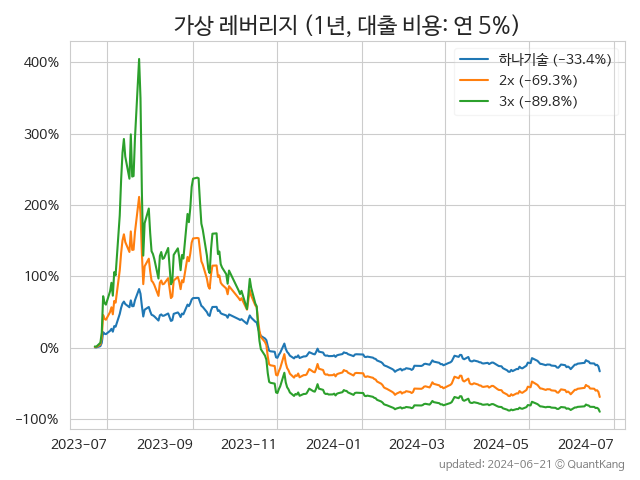 가상 레버리지 (1년, 대출 비용: 연 5%)
하나기술 (−33.4%)
2x (−69.3%)
3x (−89.8%)
400%
300%
200%
100%
0%
−100%
2023-07 2023-09 2023-11 2024-01 2024-03 2024-05 2024-07
updated: 2024-06-21 © QuantKang